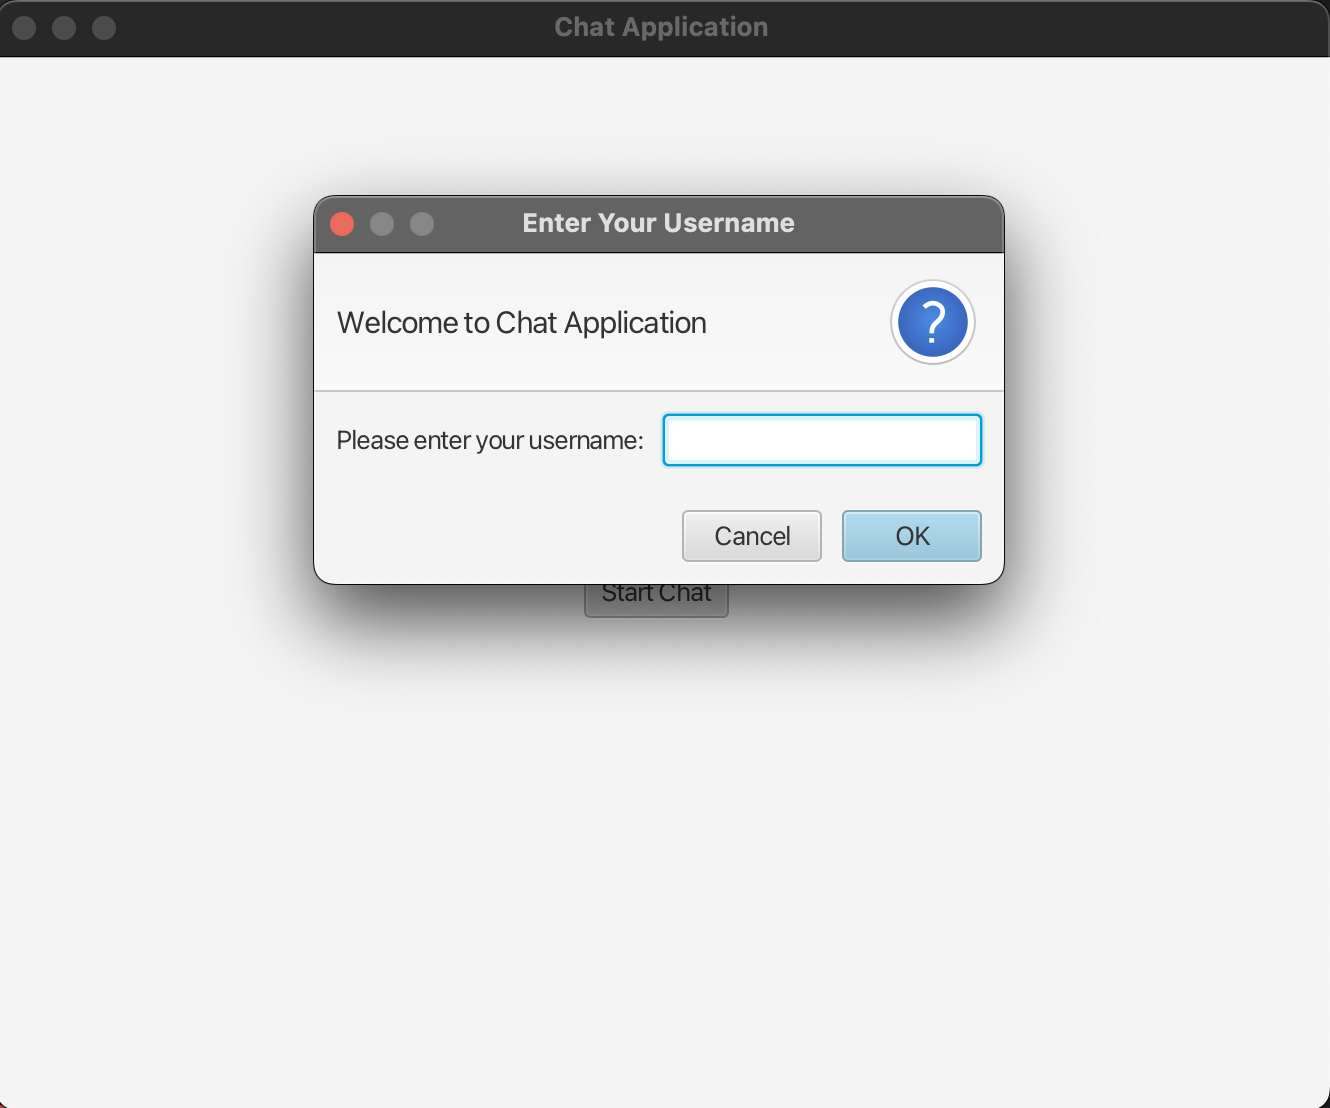 Chat Application
Enter Your Username
Welcome to Chat Application
?
Please enter your username:
Cancel OK
Start Chat